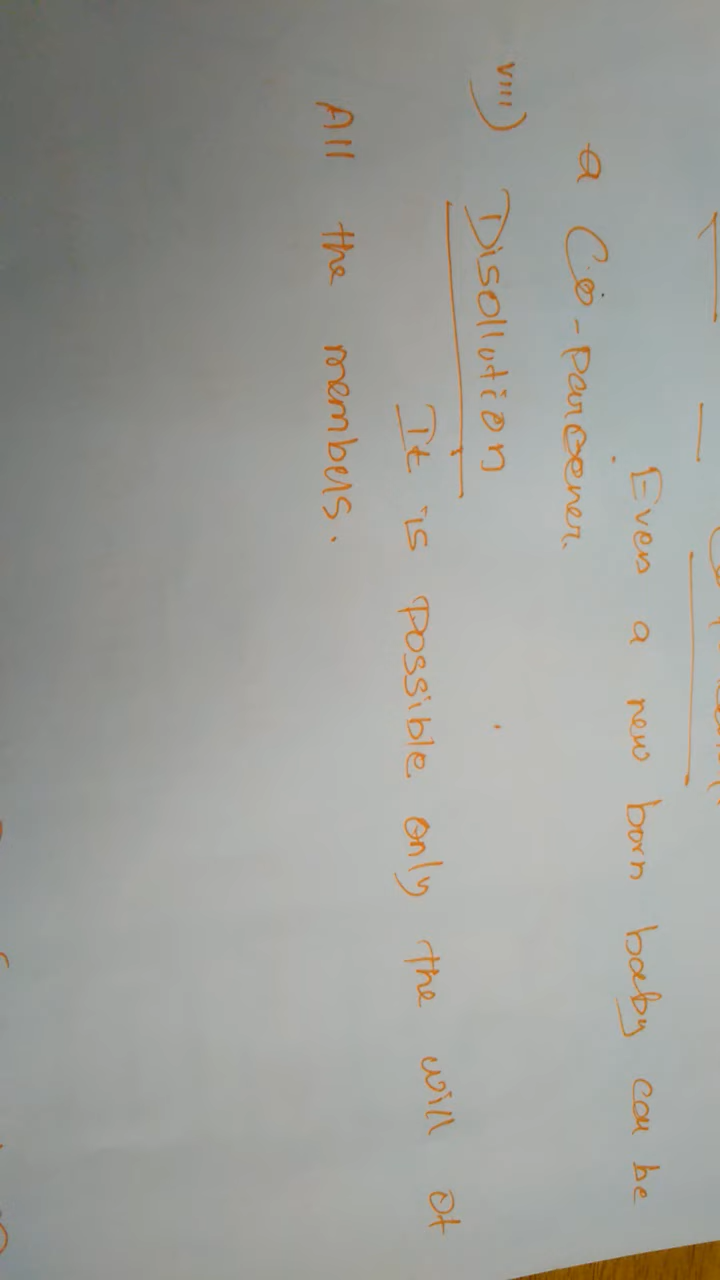 Even a new born baby can be
a Co-parcener.
viii) Disollution
It is possible only the will of
All the members.